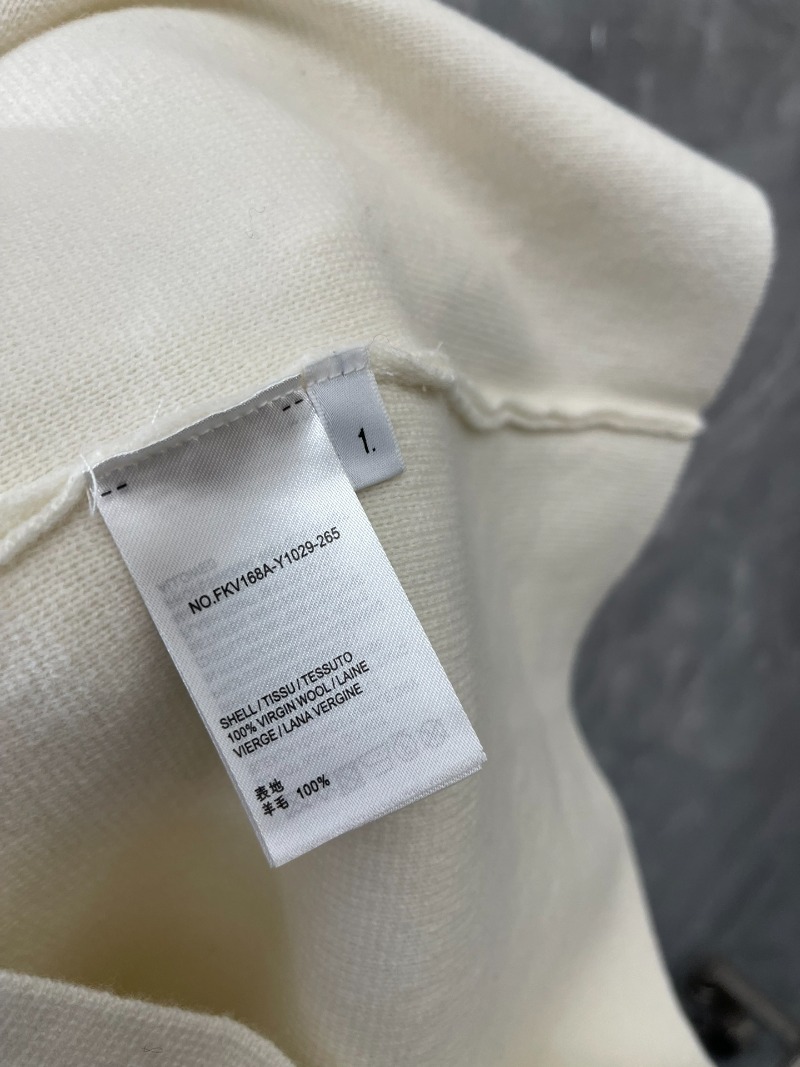 1.
NO.FKV168A-Y1029-265
SHELL / TISSU / TESSUTO
100% VIRGIN WOOL / LAINE
VIERGE / LANA VERGINE
表地
羊毛 100%